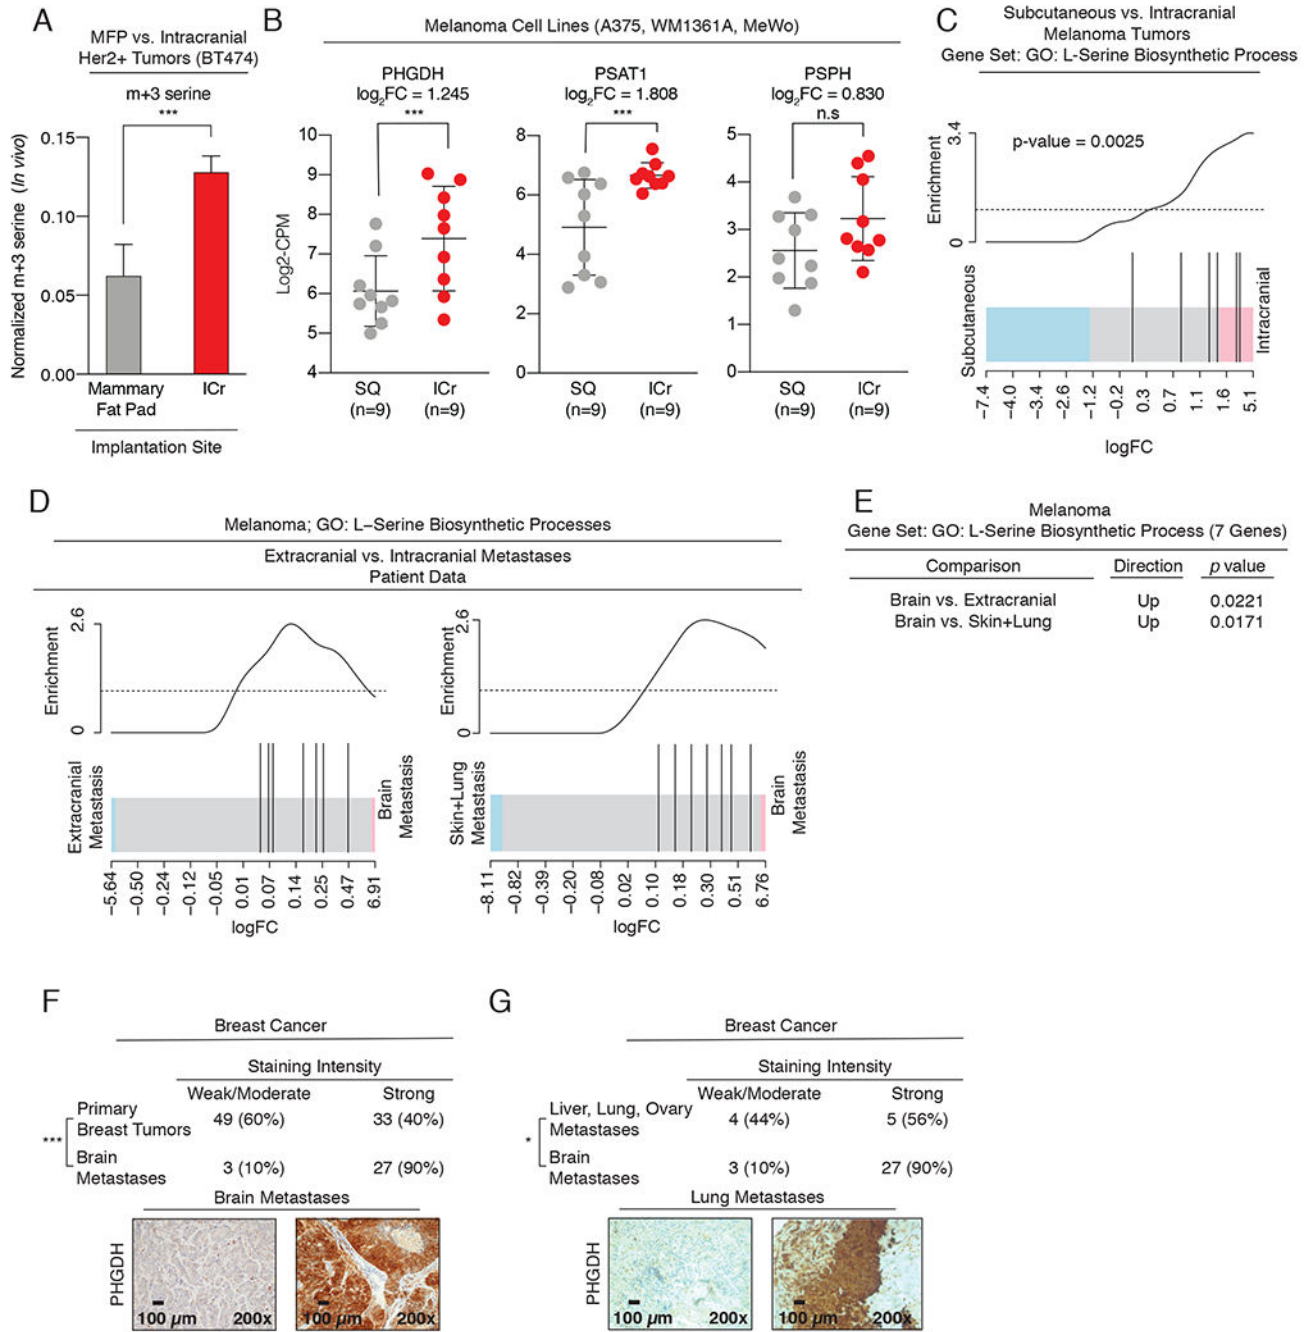 A
MFP vs. Intracranial
Her2+ Tumors (BT474)
m+3 serine
***
Normalized m+3 serine (In vivo)
0.15
0.10
0.05
0.00
Mammary
Fat Pad
ICr
Implantation Site
B
Melanoma Cell Lines (A375, WM1361A, MeWo)
PHGDH
log2FC = 1.245
***
Log2-CPM
10
9
8
7
6
5
4
SQ
(n=9)
ICr
(n=9)
PSAT1
log2FC = 1.808
***
8
6
4
2
0
SQ
(n=9)
ICr
(n=9)
PSPH
log2FC = 0.830
n.s
5
4
3
2
1
0
SQ
(n=9)
ICr
(n=9)
C
Subcutaneous vs. Intracranial
Melanoma Tumors
Gene Set: GO: L-Serine Biosynthetic Process
p-value = 0.0025
Enrichment
3.4
0
Subcutaneous
Intracranial
−7.4
−4.0
−3.4
−2.6
−1.2
−0.2
0.3
0.7
1.1
1.6
5.1
logFC
D
Melanoma; GO: L−Serine Biosynthetic Processes
Extracranial vs. Intracranial Metastases
Patient Data
Enrichment
2.6
0
Extracranial
Metastasis
Brain
Metastasis
−5.64
−0.50
−0.24
−0.12
−0.05
0.01
0.07
0.14
0.25
0.47
6.91
logFC
Enrichment
2.6
0
Skin+Lung
Metastasis
Brain
Metastasis
−8.11
−0.82
−0.39
−0.20
−0.08
0.02
0.10
0.18
0.30
0.51
6.76
logFC
E
Melanoma
Gene Set: GO: L-Serine Biosynthetic Process (7 Genes)
Comparison Direction p value
Brain vs. Extracranial Up 0.0221
Brain vs. Skin+Lung Up 0.0171
F
Breast Cancer
Staining Intensity
Weak/Moderate Strong
Primary
Breast Tumors 49 (60%) 33 (40%)
***
Brain
Metastases 3 (10%) 27 (90%)
Brain Metastases
PHGDH
100 µm 200x
100 µm 200x
G
Breast Cancer
Staining Intensity
Weak/Moderate Strong
Liver, Lung, Ovary
Metastases 4 (44%) 5 (56%)
*
Brain
Metastases 3 (10%) 27 (90%)
Lung Metastases
PHGDH
100 µm 200x
100 µm 200x